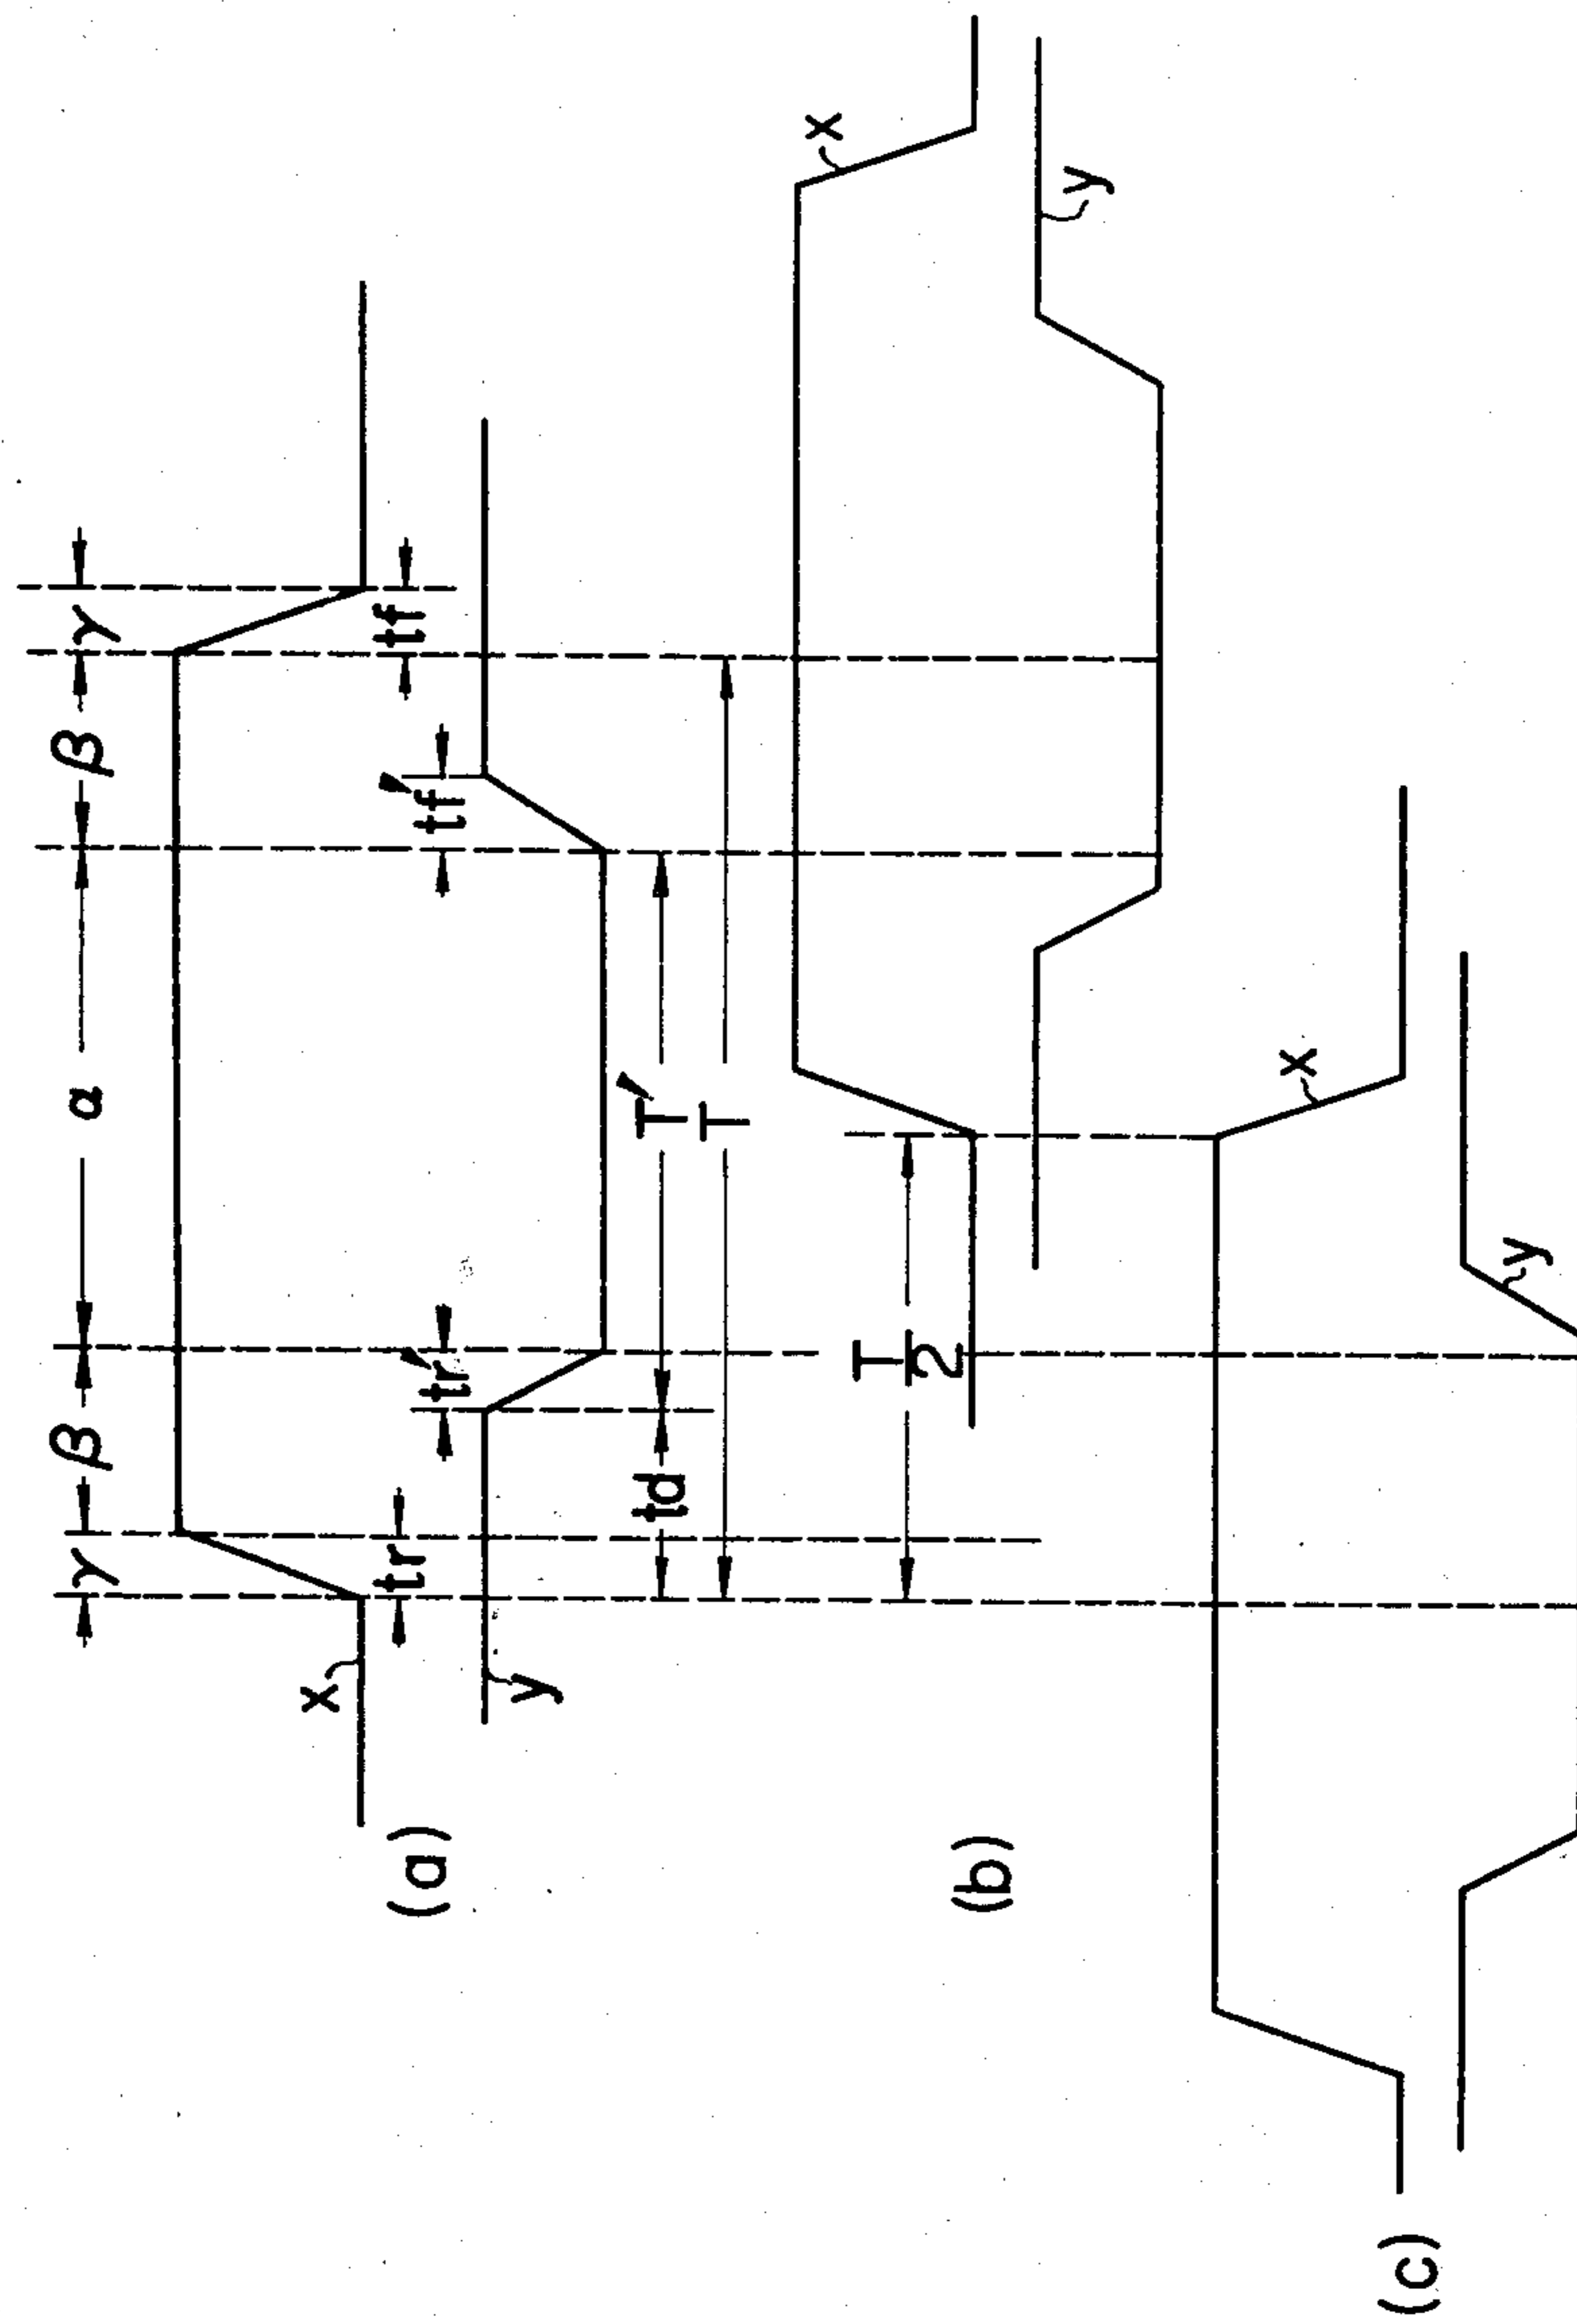 γ β α β γ
x
tr tf
(a)
tr′ tf′
y
td T′
T
x
T
2
(b)
y
x
(c)
y